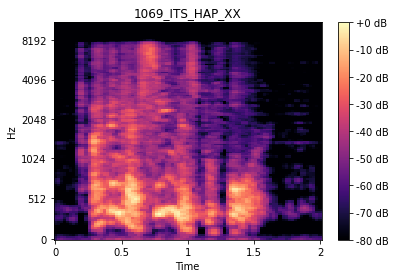 1069_ITS_HAP_XX
8192
4096
2048
1024
512
0
Hz
0
0.5
1
1.5
2
Time
+0 dB
-10 dB
-20 dB
-30 dB
-40 dB
-50 dB
-60 dB
-70 dB
-80 dB